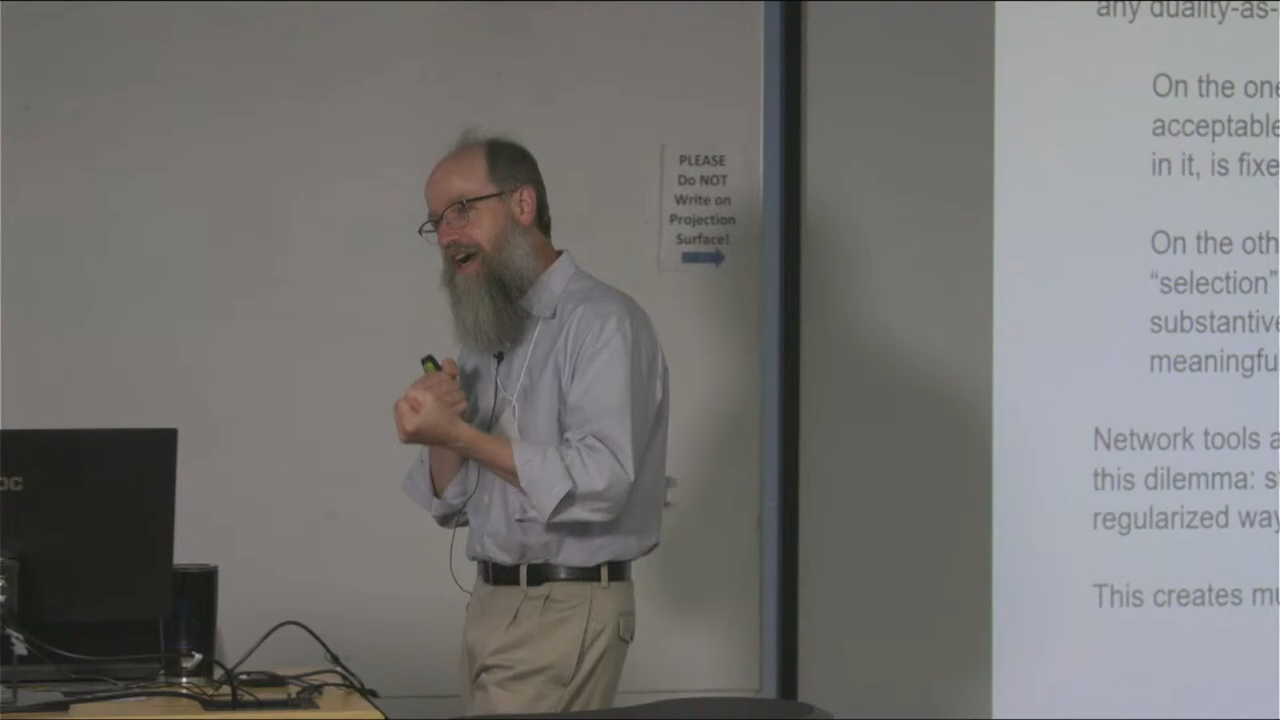 PLEASE
Do NOT
Write on
Projection
Surface!
any duality-as-
On the one
acceptable
in it, is fixe
On the oth
“selection”
substantive
meaningfu
Network tools a
this dilemma: s
regularized way
This creates mu